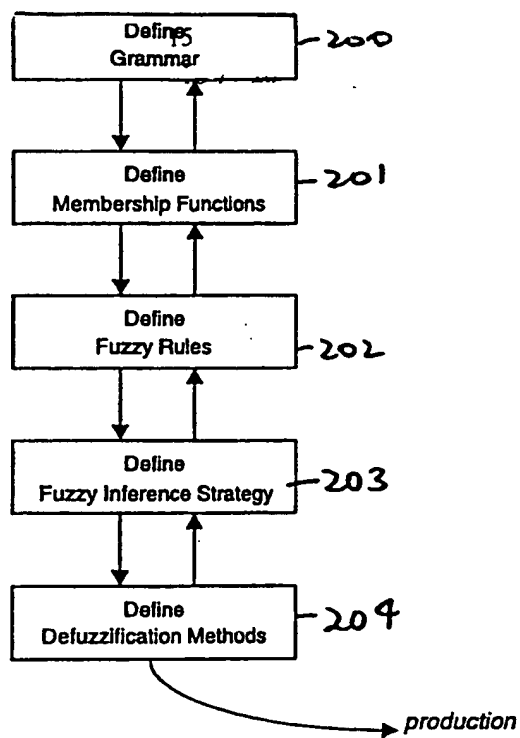 Define
15
Grammar
200
Define
Membership Functions
201
Define
Fuzzy Rules
202
Define
Fuzzy Inference Strategy
203
Define
Defuzzification Methods
204
production